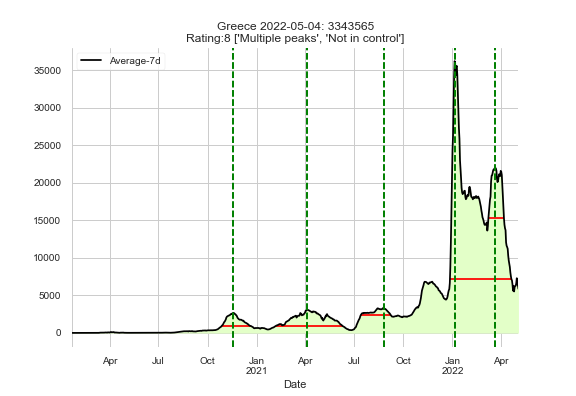 Greece 2022-05-04: 3343565
Rating:8 ['Multiple peaks', 'Not in control']
Average-7d
35000
30000
25000
20000
15000
10000
5000
0
Apr Jul Oct Jan Apr Jul Oct Jan Apr
2021 2022
Date